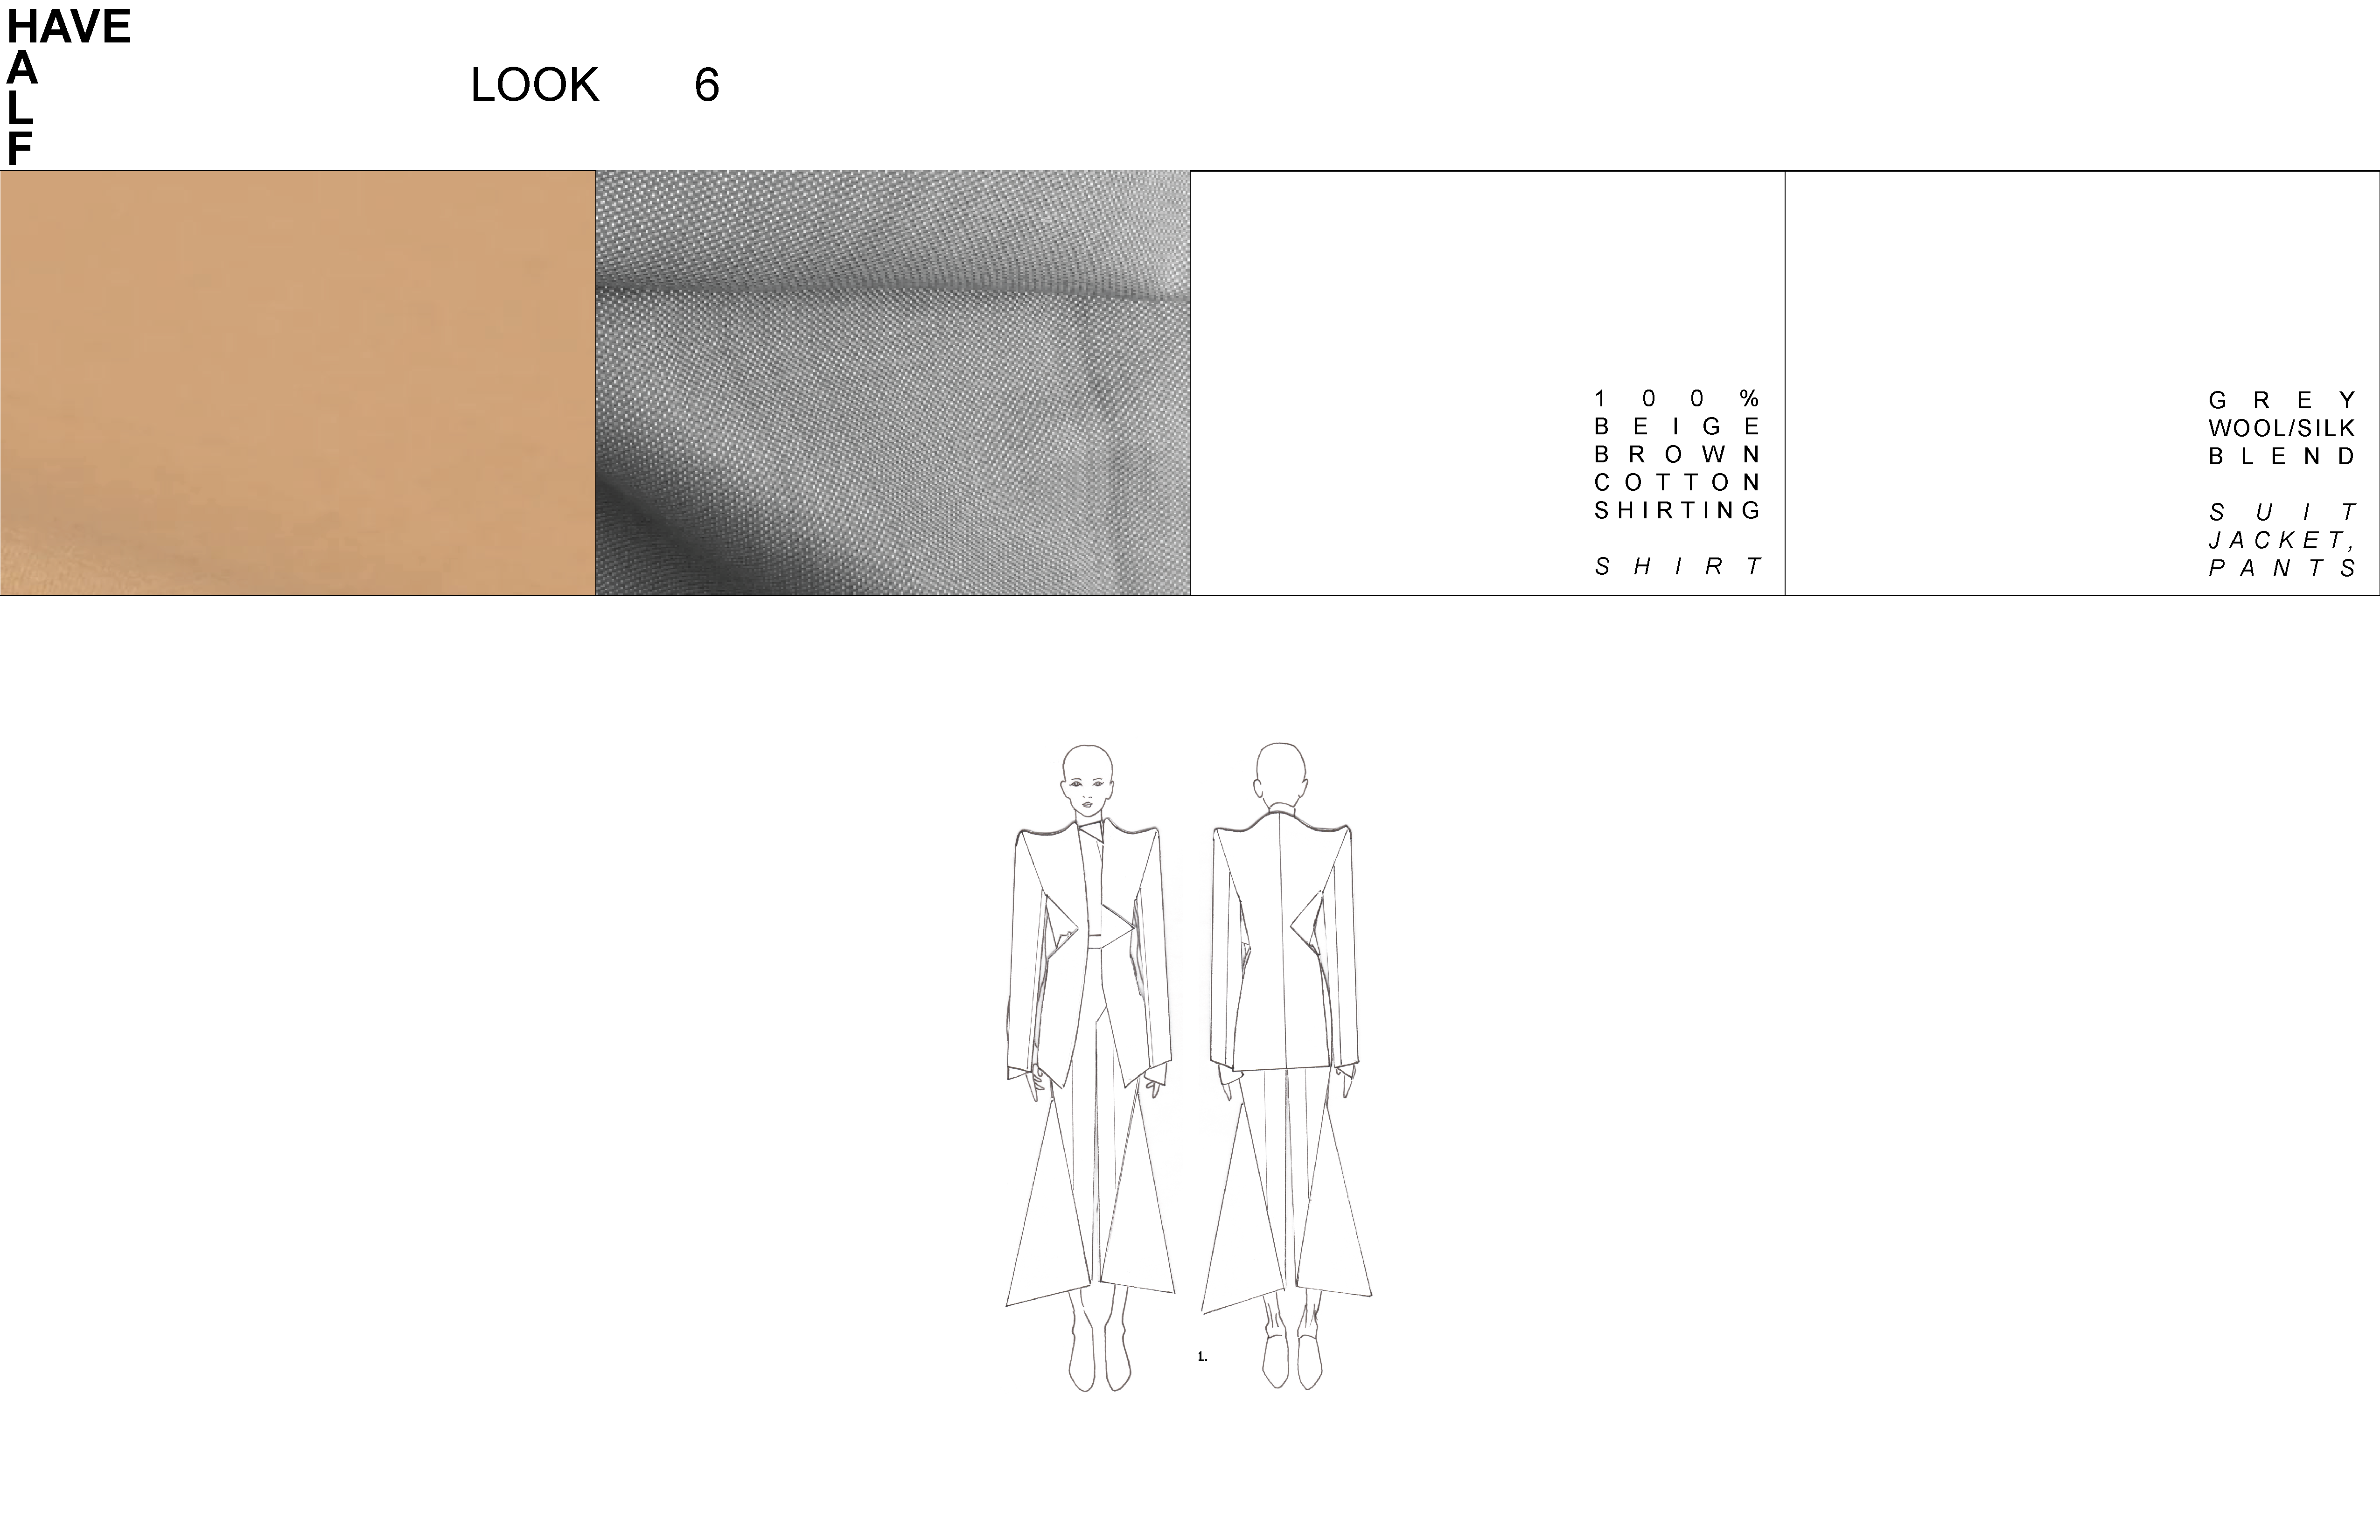 HAVE
A
L
F
LOOK 6
100%
BEIGE
BROWN
COTTON
SHIRTING
SHIRT
GREY
WOOL/SILK
BLEND
SUIT
JACKET,
PANTS
1.